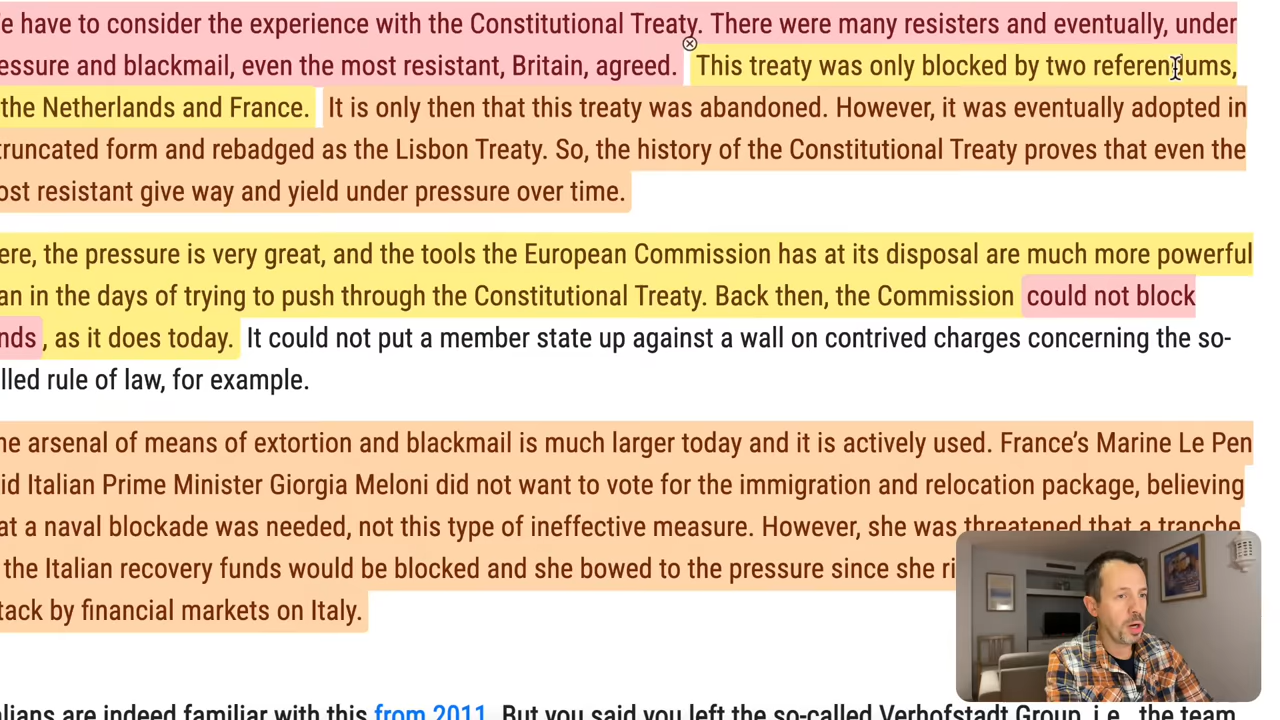 e have to consider the experience with the Constitutional Treaty. There were many resisters and eventually, under
essure and blackmail, even the most resistant, Britain, agreed. This treaty was only blocked by two referendums,
the Netherlands and France. It is only then that this treaty was abandoned. However, it was eventually adopted in
truncated form and rebadged as the Lisbon Treaty. So, the history of the Constitutional Treaty proves that even the
ost resistant give way and yield under pressure over time.
ere, the pressure is very great, and the tools the European Commission has at its disposal are much more powerful
an in the days of trying to push through the Constitutional Treaty. Back then, the Commission could not block
nds, as it does today. It could not put a member state up against a wall on contrived charges concerning the so-
lled rule of law, for example.
he arsenal of means of extortion and blackmail is much larger today and it is actively used. France’s Marine Le Pen
id Italian Prime Minister Giorgia Meloni did not want to vote for the immigration and relocation package, believing
at a naval blockade was needed, not this type of ineffective measure. However, she was threatened that a tranche
the Italian recovery funds would be blocked and she bowed to the pressure since she ri
tack by financial markets on Italy.
alians are indeed familiar with this from 2011. But you said you left the so-called Verhofstadt Group, i.e., the team